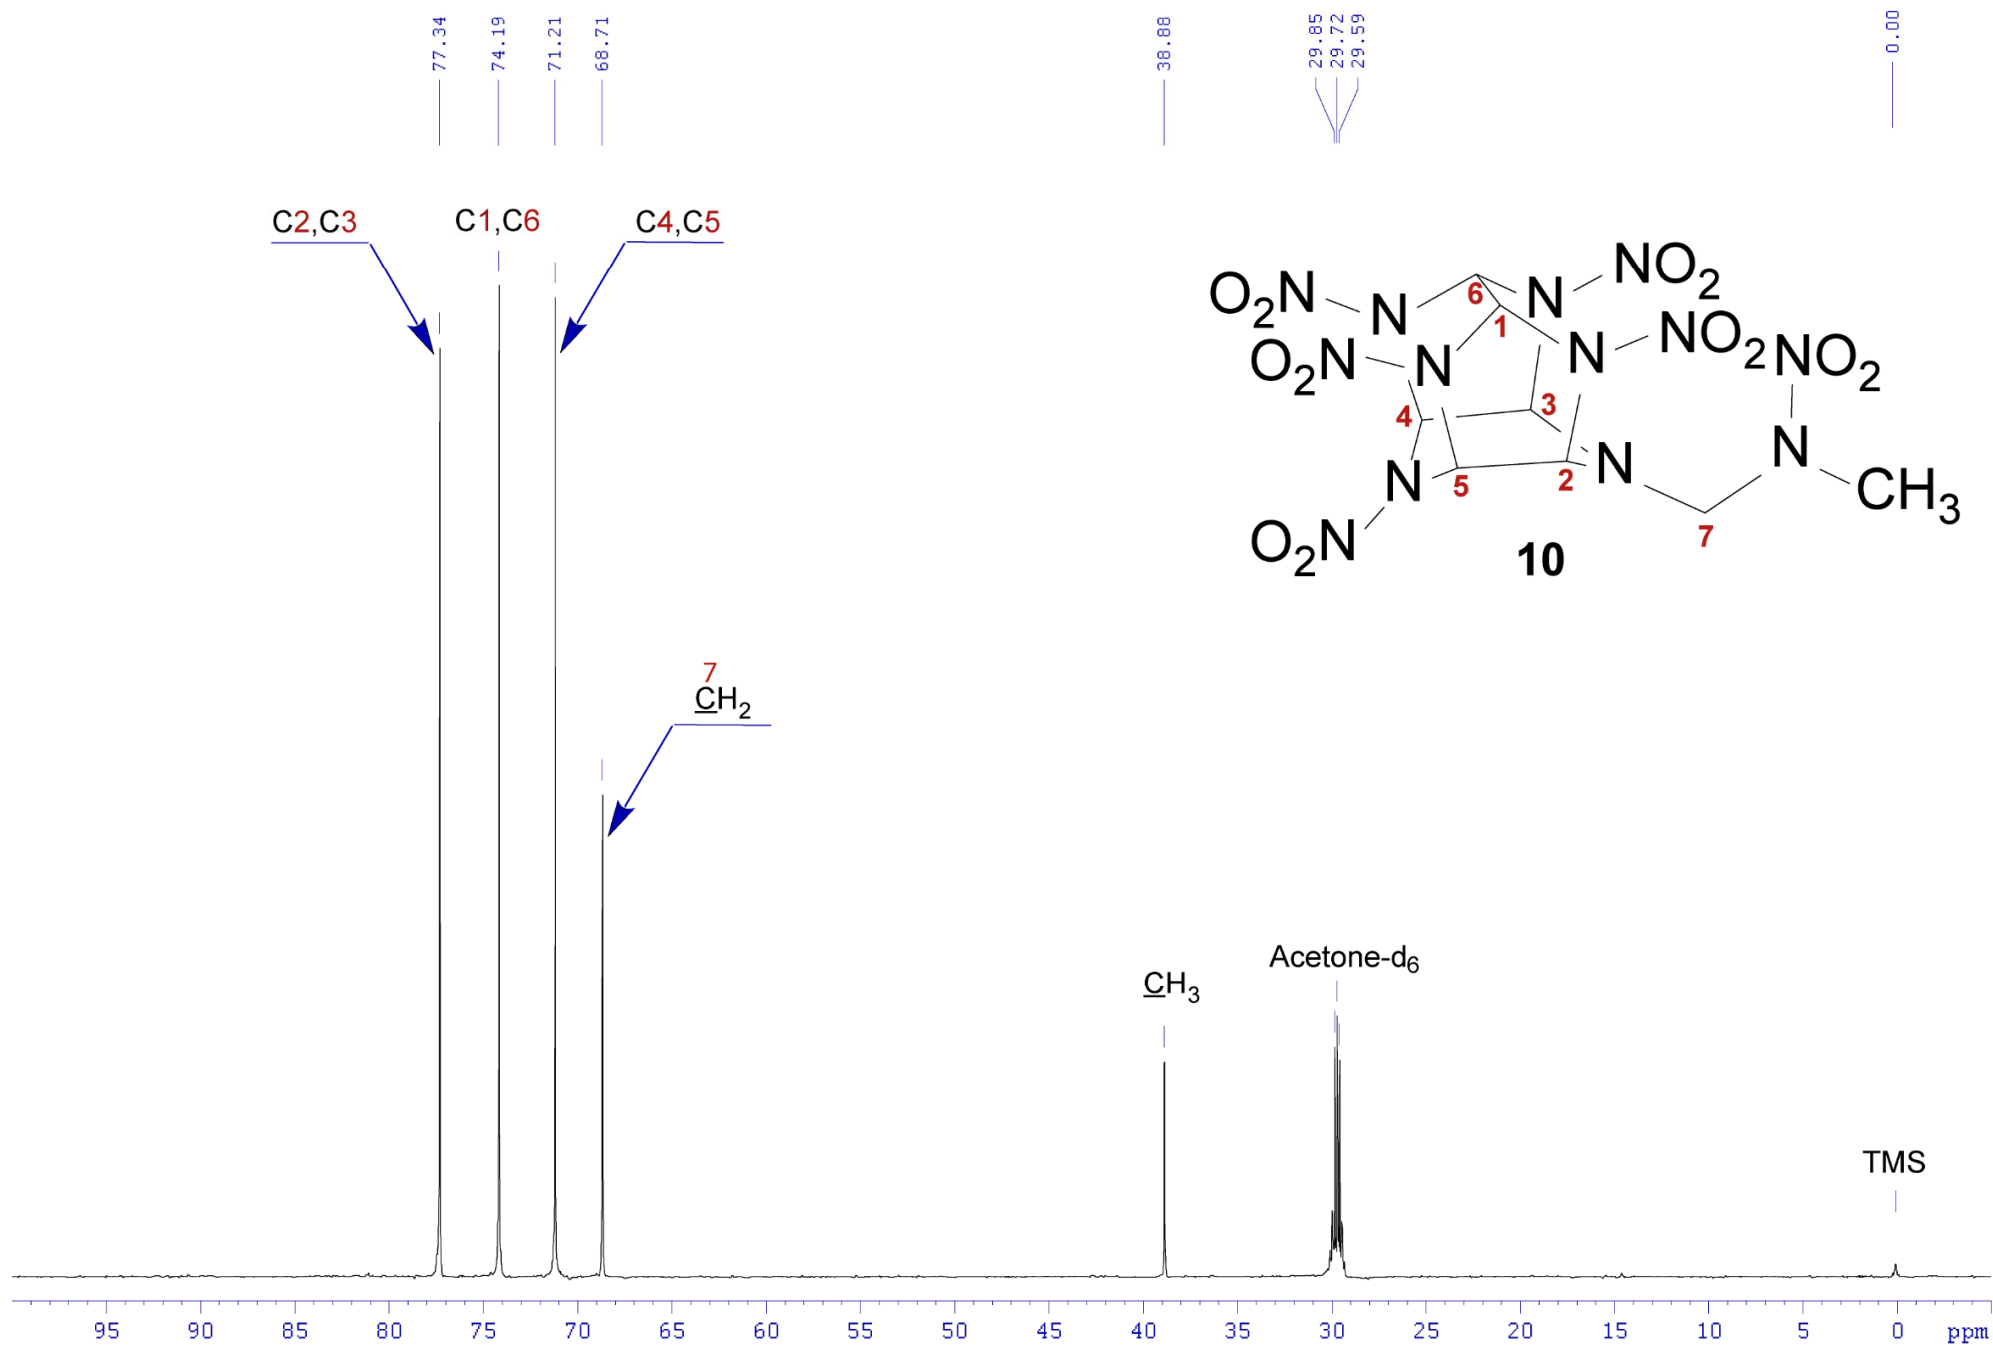 77.34
74.19
71.21
68.71
38.88
29.85
29.72
29.59
0.00
C2,C3
C1,C6
C4,C5
O₂N
N
6
N
NO₂
1
O₂N
N
N
NO₂
NO₂
4
3
N
N
5
2
N
CH₃
O₂N
7
10
7
CH₂
CH₃
Acetone-d₆
TMS
95 90 85 80 75 70 65 60 55 50 45 40 35 30 25 20 15 10 5 0 ppm